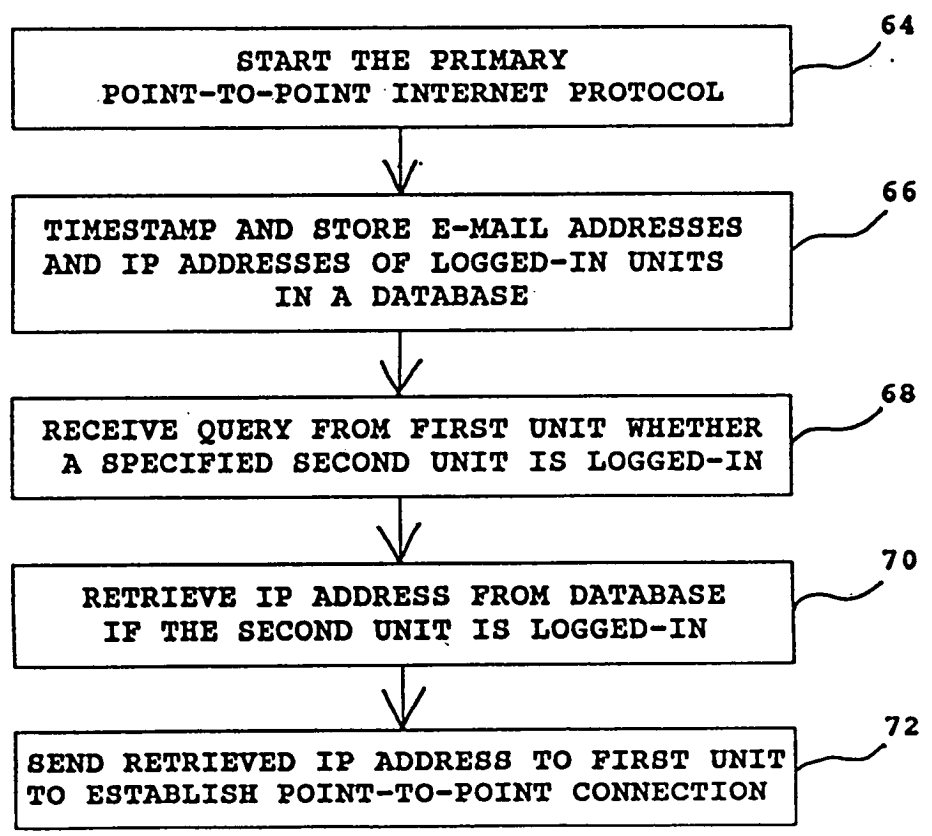 64
START THE PRIMARY
POINT-TO-POINT INTERNET PROTOCOL
66
TIMESTAMP AND STORE E-MAIL ADDRESSES
AND IP ADDRESSES OF LOGGED-IN UNITS
IN A DATABASE
68
RECEIVE QUERY FROM FIRST UNIT WHETHER
A SPECIFIED SECOND UNIT IS LOGGED-IN
70
RETRIEVE IP ADDRESS FROM DATABASE
IF THE SECOND UNIT IS LOGGED-IN
72
SEND RETRIEVED IP ADDRESS TO FIRST UNIT
TO ESTABLISH POINT-TO-POINT CONNECTION